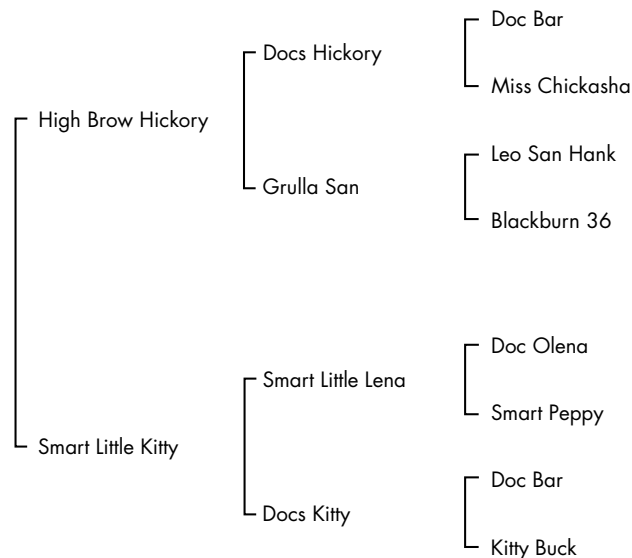 Doc Bar
Docs Hickory
Miss Chickasha
High Brow Hickory
Leo San Hank
Grulla San
Blackburn 36
Doc Olena
Smart Little Lena
Smart Peppy
Smart Little Kitty
Doc Bar
Docs Kitty
Kitty Buck